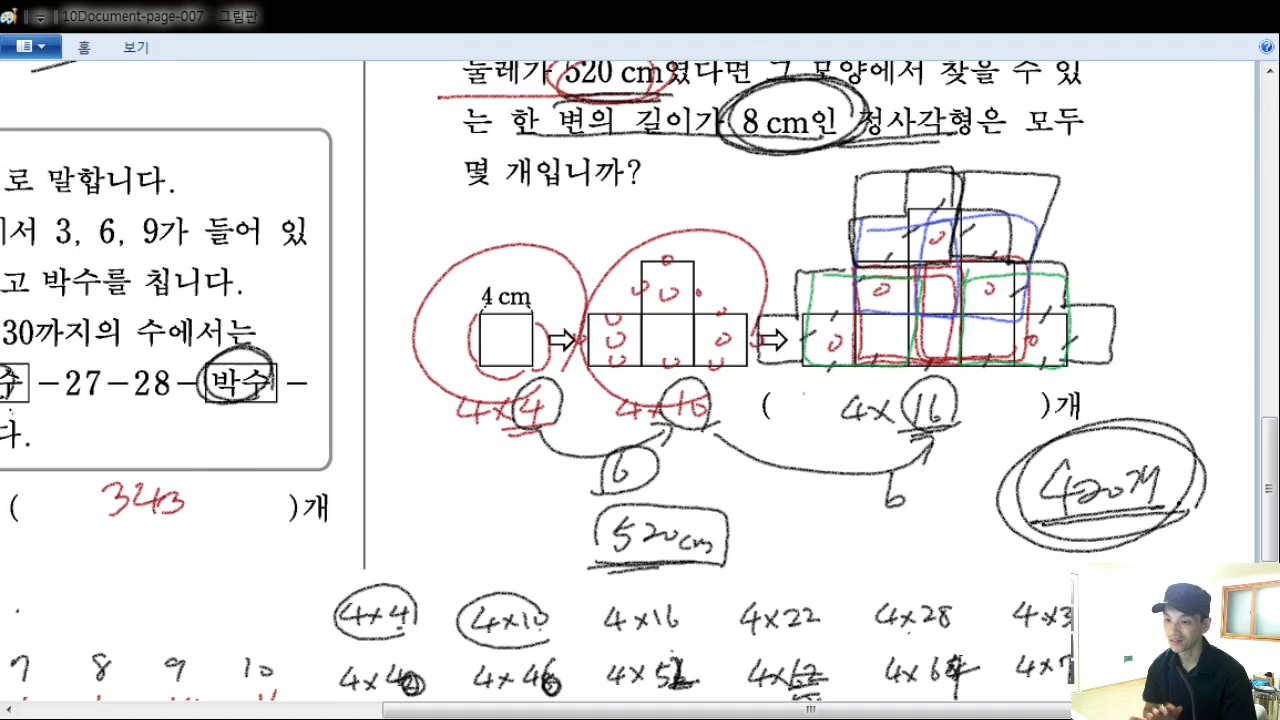 10Document-page-007 - 그림판
홈 보기
둘레가 520 cm였다면 그 모양에서 찾을 수 있
는 한 변의 길이가 8 cm인 정사각형은 모두
몇 개입니까?
로 말합니다.
에서 3, 6, 9가 들어 있
고 박수를 칩니다.
30까지의 수에서는
수 -27-28- 박수 -
다.
( 343 )개
4 cm
4×4 4×10 ( 4×16 )개
6 6
520cm
420개
4×4 4×10 4×16 4×22 4×28
7 8 9 10